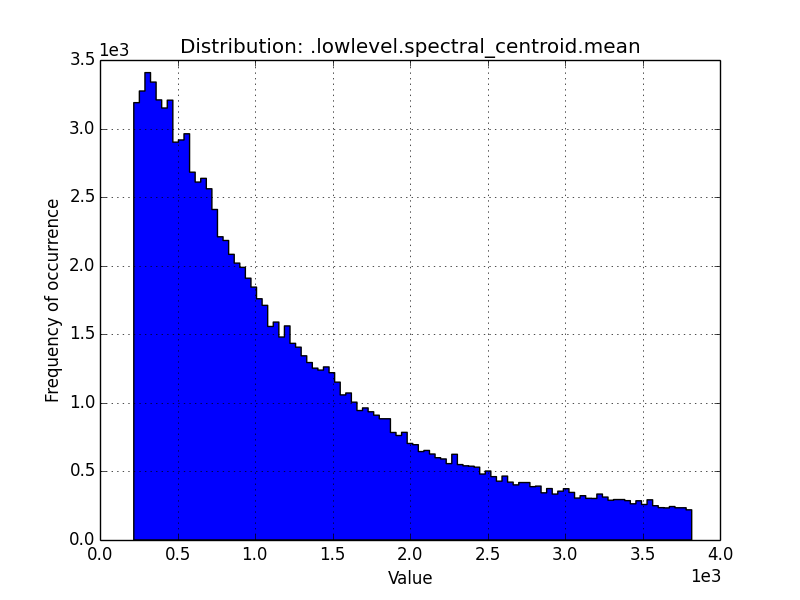 Distribution: .lowlevel.spectral_centroid.mean
1e3
3.5
3.0
2.5
2.0
1.5
1.0
0.5
0.0
Frequency of occurrence
0.0 0.5 1.0 1.5 2.0 2.5 3.0 3.5 4.0
1e3
Value